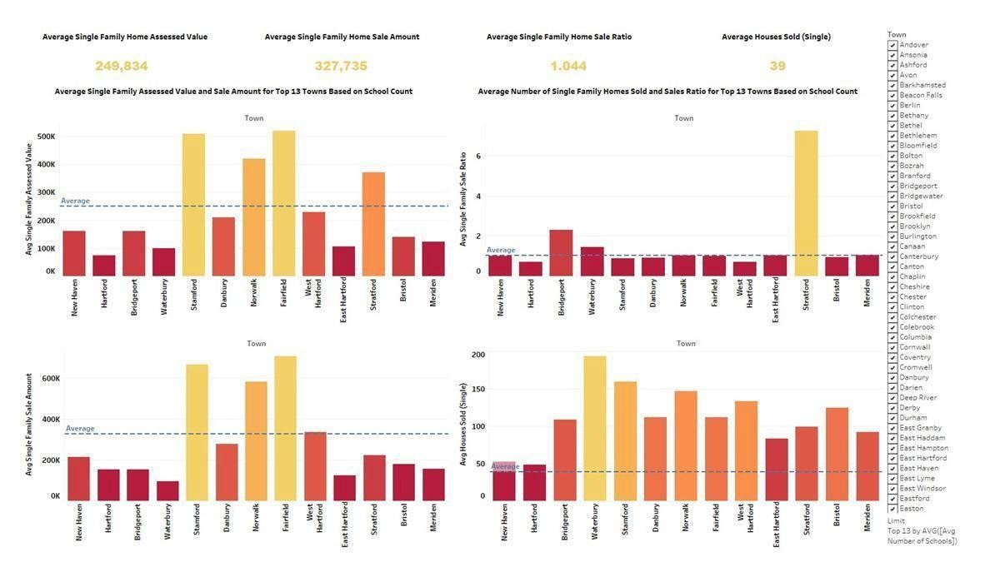 Average Single Family Home Assessed Value
249,834
Average Single Family Home Sale Amount
327,735
Average Single Family Home Sale Ratio
1.044
Average Houses Sold (Single)
39
Average Single Family Assessed Value and Sale Amount for Top 13 Towns Based on School Count
Town
Avg Single Family Assessed Value
500K
400K
300K
200K
100K
0K
Average
New Haven
Hartford
Bridgeport
Waterbury
Stamford
Danbury
Norwalk
Fairfield
West
Hartford
East Hartford
Stratford
Bristol
Meriden
Town
Avg Single Family Sale Amount
600K
400K
200K
0K
Average
New Haven
Hartford
Bridgeport
Waterbury
Stamford
Danbury
Norwalk
Fairfield
West
Hartford
East Hartford
Stratford
Bristol
Meriden
Average Number of Single Family Homes Sold and Sales Ratio for Top 13 Towns Based on School Count
Town
Avg Single Family Sale Ratio
6
4
2
0
Average
New Haven
Hartford
Bridgeport
Waterbury
Stamford
Danbury
Norwalk
Fairfield
West
Hartford
East Hartford
Stratford
Bristol
Meriden
Town
Avg Houses Sold (Single)
200
150
100
50
0
Average
New Haven
Hartford
Bridgeport
Waterbury
Stamford
Danbury
Norwalk
Fairfield
West
Hartford
East Hartford
Stratford
Bristol
Meriden
Town
Andover
Ansonia
Ashford
Avon
Barkhamsted
Beacon Falls
Berlin
Bethany
Bethel
Bethlehem
Bloomfield
Bolton
Bozrah
Branford
Bridgeport
Bridgewater
Bristol
Brookfield
Brooklyn
Burlington
Canaan
Canterbury
Canton
Chaplin
Cheshire
Chester
Clinton
Colchester
Colebrook
Columbia
Cornwall
Coventry
Cromwell
Danbury
Darien
Deep River
Derby
Durham
East Granby
East Haddam
East Hampton
East Hartford
East Haven
East Lyme
East Windsor
Eastford
Easton
Limit
Top 13 by AVG([Avg
Number of Schools])